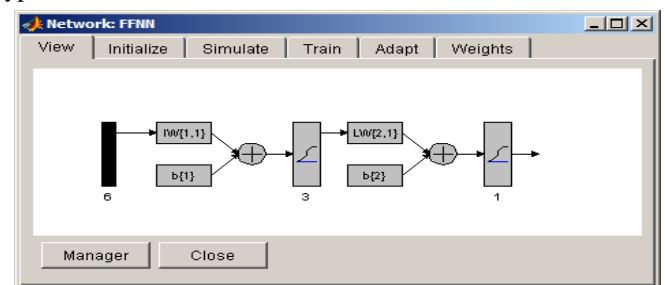 Network: FFNN
View Initialize Simulate Train Adapt Weights
IW{1,1} LW{2,1}
b{1} b{2}
6 3 1
Manager Close